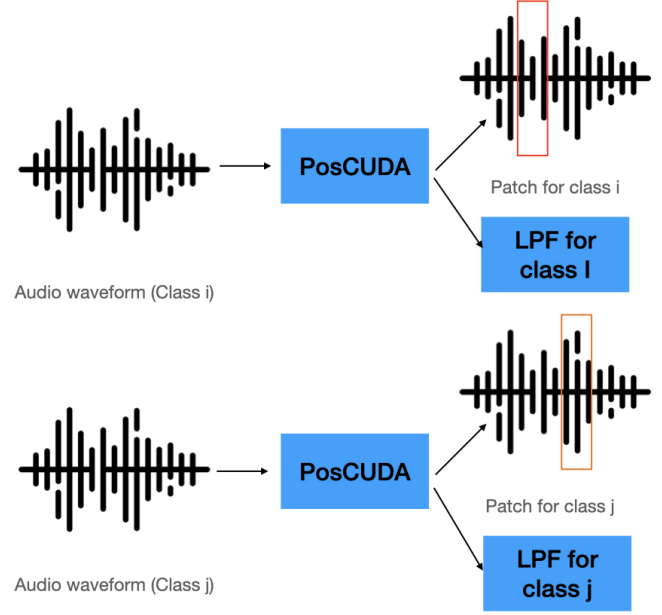 PosCUDA
Patch for class i
LPF for
class I
Audio waveform (Class i)
PosCUDA
Patch for class j
LPF for
class j
Audio waveform (Class j)